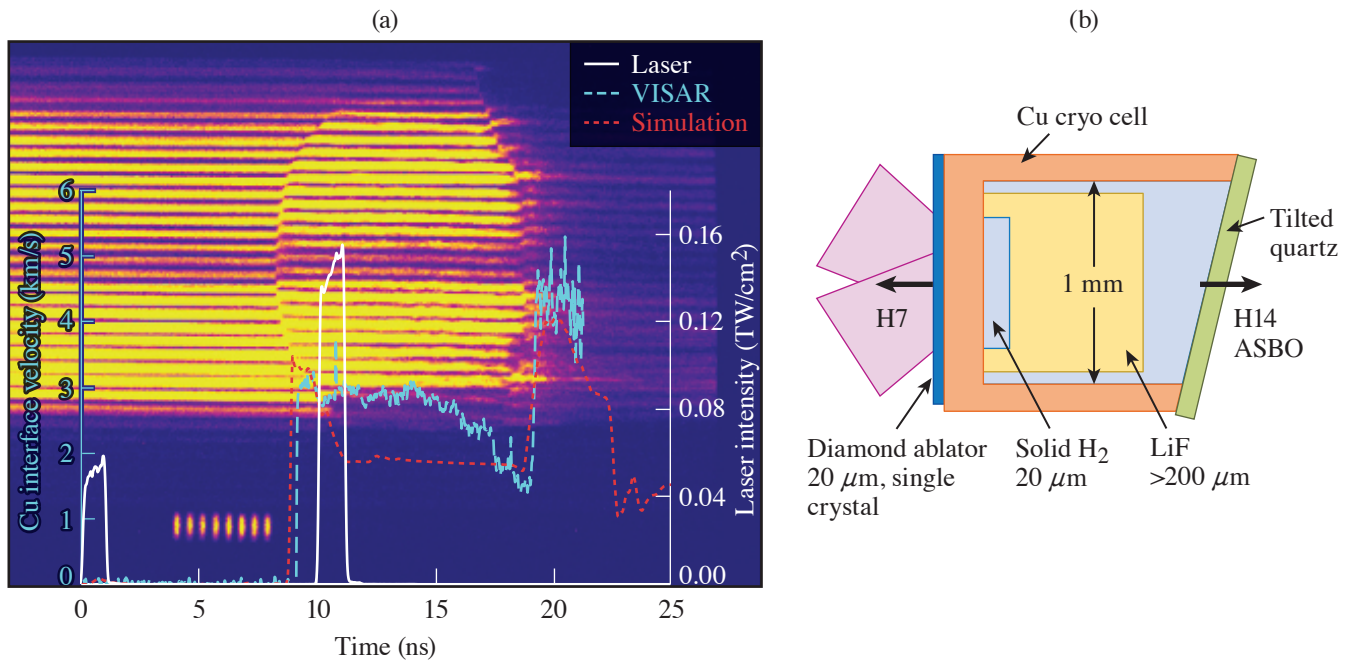 (a)
Laser
VISAR
Simulation
Cu interface velocity (km/s)
6
5
4
3
2
1
0
Laser intensity (TW/cm2)
0.16
0.12
0.08
0.04
0.00
0
5
10
15
20
25
Time (ns)
(b)
Cu cryo cell
Tilted
quartz
1 mm
H7
H14
ASBO
Diamond ablator
20 μm, single
crystal
Solid H2
20 μm
LiF
>200 μm